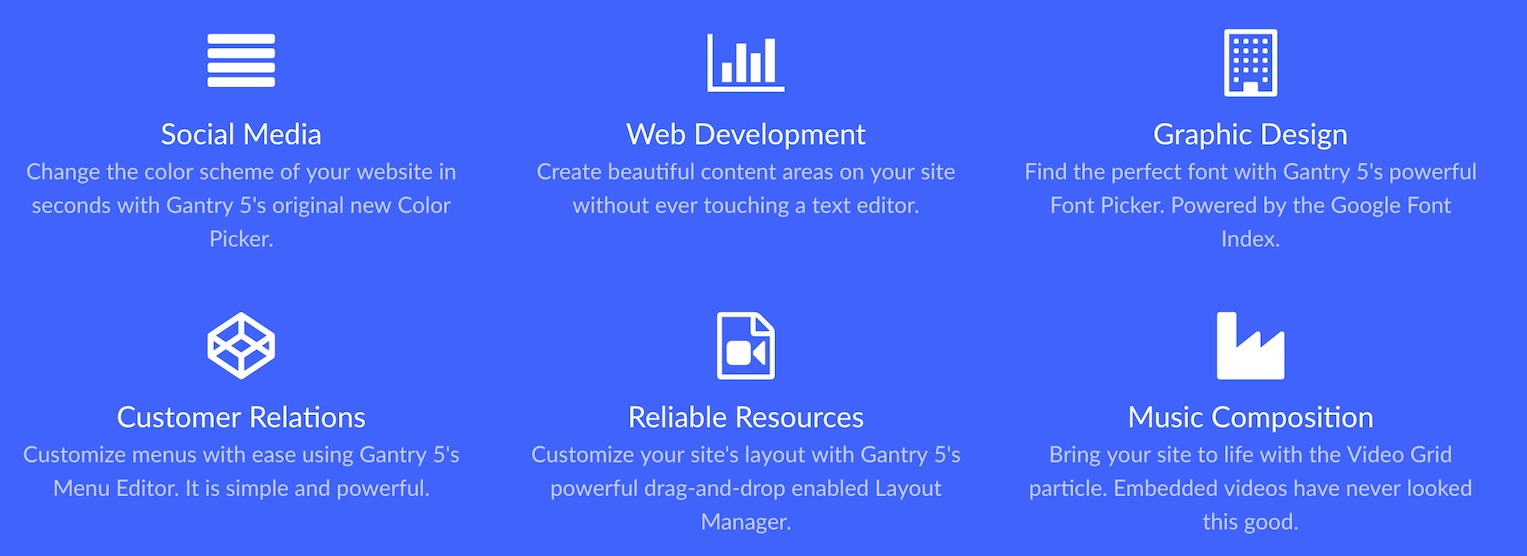 Social Media
Change the color scheme of your website in
seconds with Gantry 5's original new Color
Picker.
Web Development
Create beautiful content areas on your site
without ever touching a text editor.
Graphic Design
Find the perfect font with Gantry 5's powerful
Font Picker. Powered by the Google Font
Index.
Customer Relations
Customize menus with ease using Gantry 5's
Menu Editor. It is simple and powerful.
Reliable Resources
Customize your site's layout with Gantry 5's
powerful drag-and-drop enabled Layout
Manager.
Music Composition
Bring your site to life with the Video Grid
particle. Embedded videos have never looked
this good.